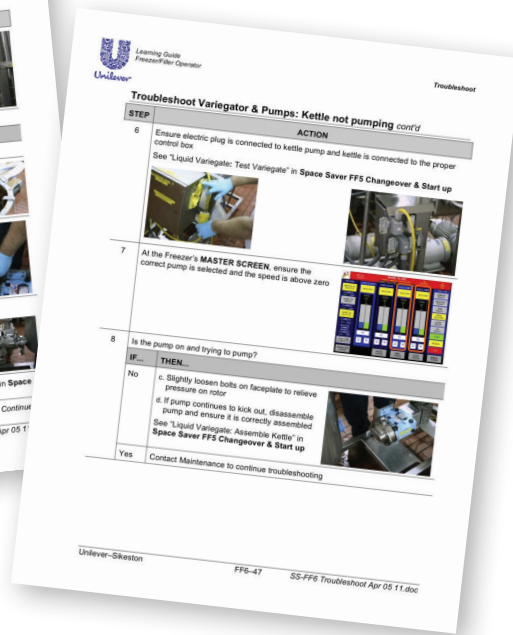 Unilever
Learning Guide
Freezer/Filler Operator
Troubleshoot
Troubleshoot Variegator & Pumps: Kettle not pumping cont'd
STEP ACTION
6 Ensure electric plug is connected to kettle pump and kettle is connected to the proper
control box
See "Liquid Variegate: Test Variegate" in Space Saver FF5 Changeover & Start up
7 At the Freezer's MASTER SCREEN, ensure the
correct pump is selected and the speed is above zero
8 Is the pump on and trying to pump?
IF... THEN...
No c. Slightly loosen bolts on faceplate to relieve
pressure on rotor
d. If pump continues to kick out, disassemble
pump and ensure it is correctly assembled
See "Liquid Variegate: Assemble Kettle" in
Space Saver FF5 Changeover & Start up
Yes Contact Maintenance to continue troubleshooting
Unilever–Sikeston FF6–47 SS-FF6 Troubleshoot Apr 05 11.doc
in Space
Continue
Apr 05 1